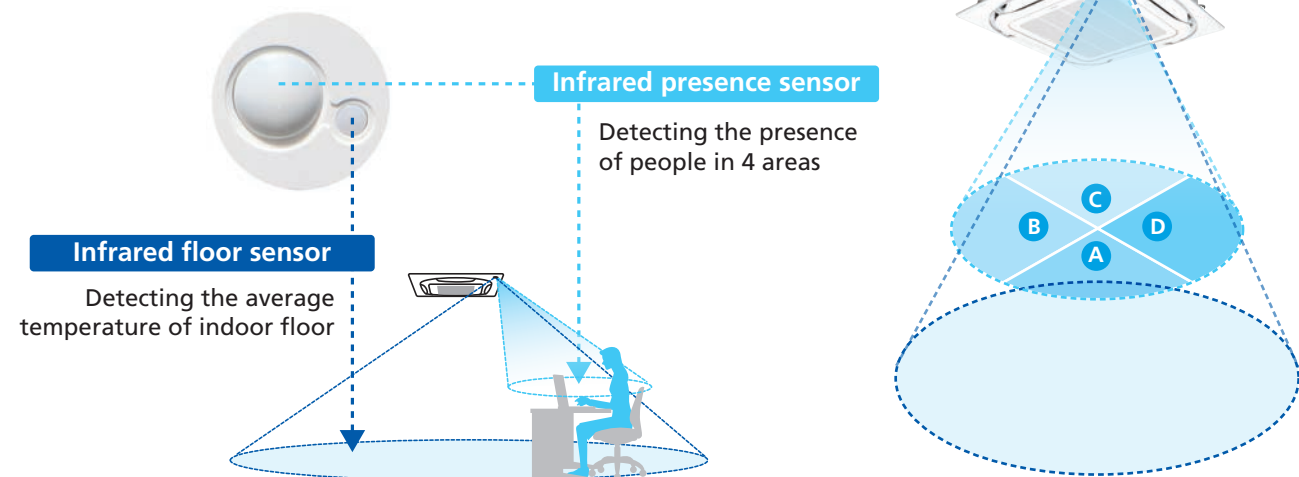 Infrared presence sensor
Detecting the presence
of people in 4 areas
Infrared floor sensor
Detecting the average
temperature of indoor floor
C
B
D
A